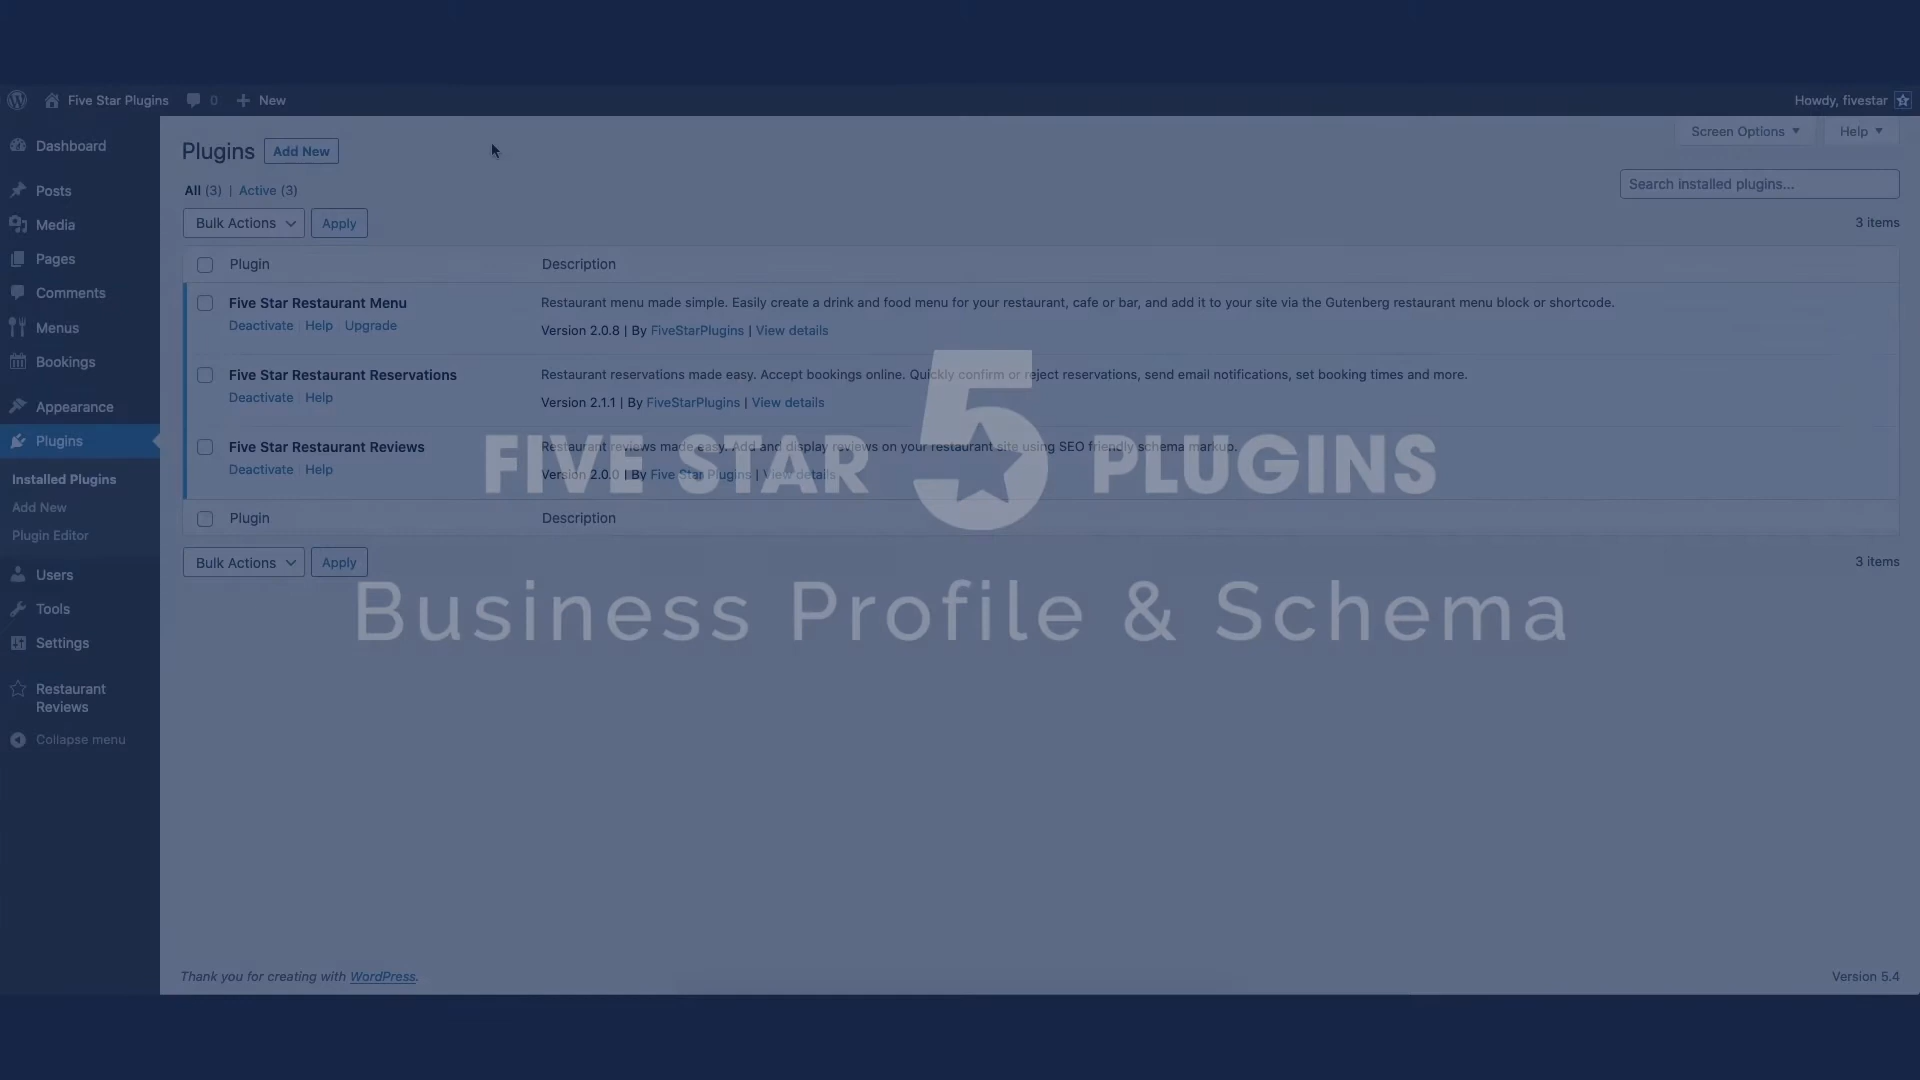 Five Star Plugins 0 New Howdy, fivestar
Dashboard
Posts
Media
Pages
Comments
Menus
Bookings
Appearance
Plugins
Installed Plugins
Add New
Plugin Editor
Users
Tools
Settings
Restaurant
Reviews
Collapse menu
Screen Options Help
Plugins Add New
All (3) | Active (3)
Search installed plugins...
Bulk Actions Apply 3 items
Plugin Description
Five Star Restaurant Menu Restaurant menu made simple. Easily create a drink and food menu for your restaurant, cafe or bar, and add it to your site via the Gutenberg restaurant menu block or shortcode.
Deactivate | Help Upgrade Version 2.0.8 | By FiveStarPlugins | View details
Five Star Restaurant Reservations Restaurant reservations made easy. Accept bookings online. Quickly confirm or reject reservations, send email notifications, set booking times and more.
Deactivate | Help Version 2.1.1 | By FiveStarPlugins | View details
Five Star Restaurant Reviews Restaurant reviews made easy. Add and display reviews on your restaurant site using SEO friendly schema markup.
Deactivate | Help Version 2.0.0 | By Five Star Plugins | View details
FIVE STAR 5 PLUGINS
Plugin Description
Bulk Actions Apply 3 items
Business Profile & Schema
Thank you for creating with WordPress. Version 5.4